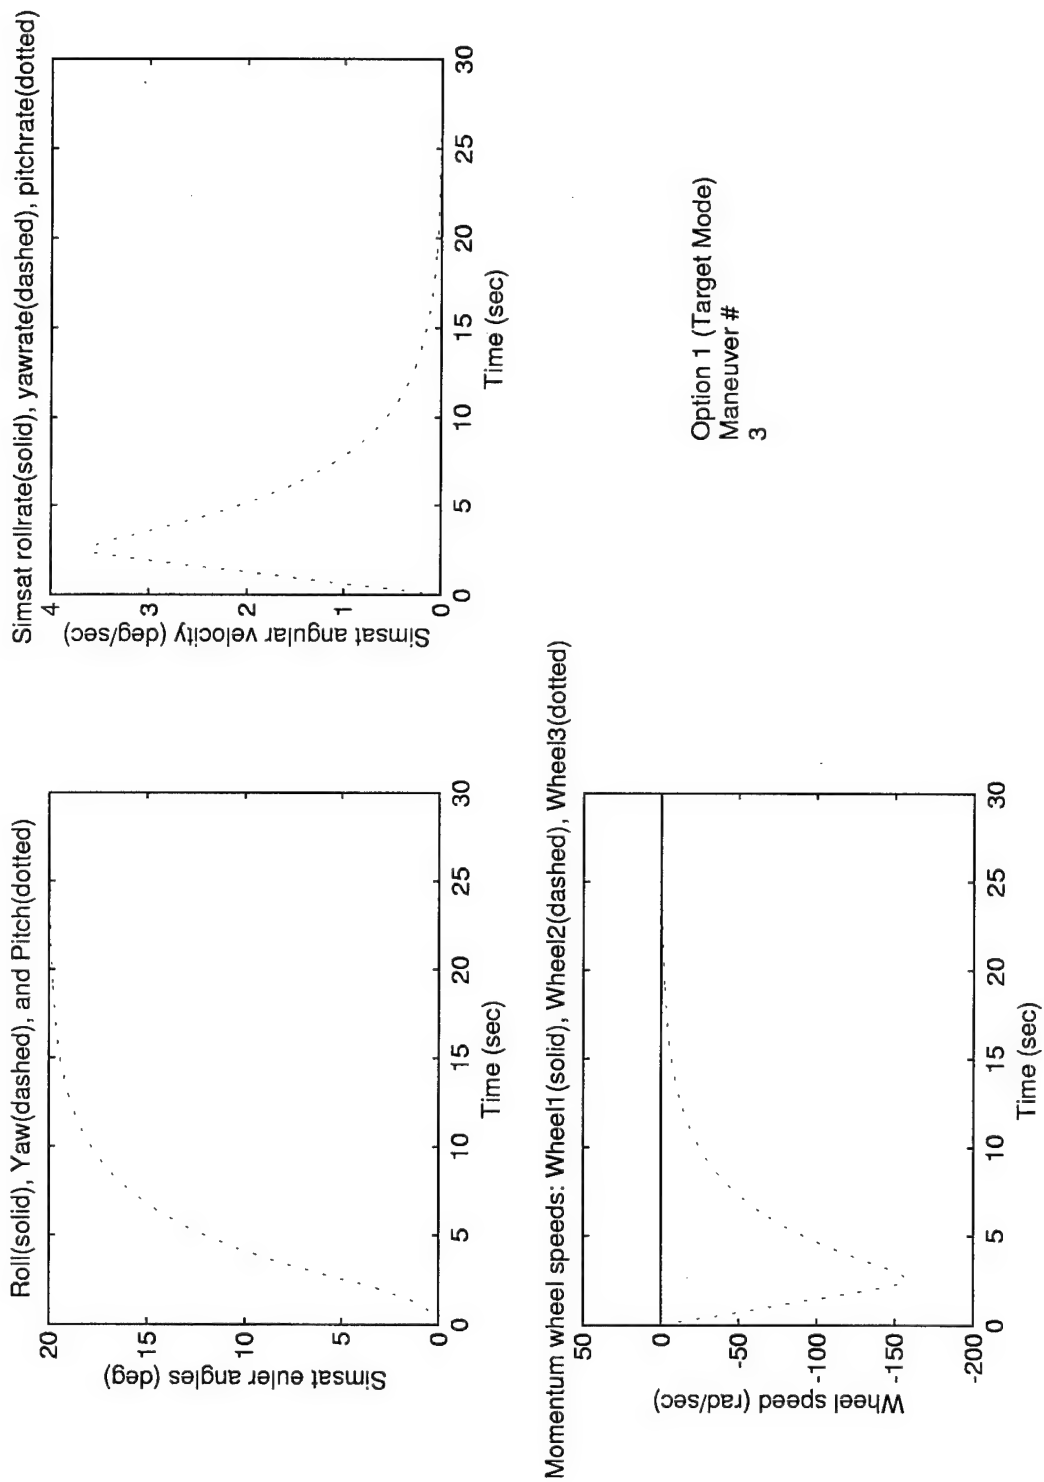 Roll(solid), Yaw(dashed), and Pitch(dotted)
20
15
10
5
0
Simsat euler angles (deg)
0 5 10 15 20 25 30
Time (sec)
Simsat rollrate(solid), yawrate(dashed), pitchrate(dotted)
4
3
2
1
0
Simsat angular velocity (deg/sec)
0 5 10 15 20 25 30
Time (sec)
Momentum wheel speeds: Wheel1(solid), Wheel2(dashed), Wheel3(dotted)
50
0
-50
-100
-150
-200
Wheel speed (rad/sec)
0 5 10 15 20 25 30
Time (sec)
Option 1 (Target Mode)
Maneuver #
3